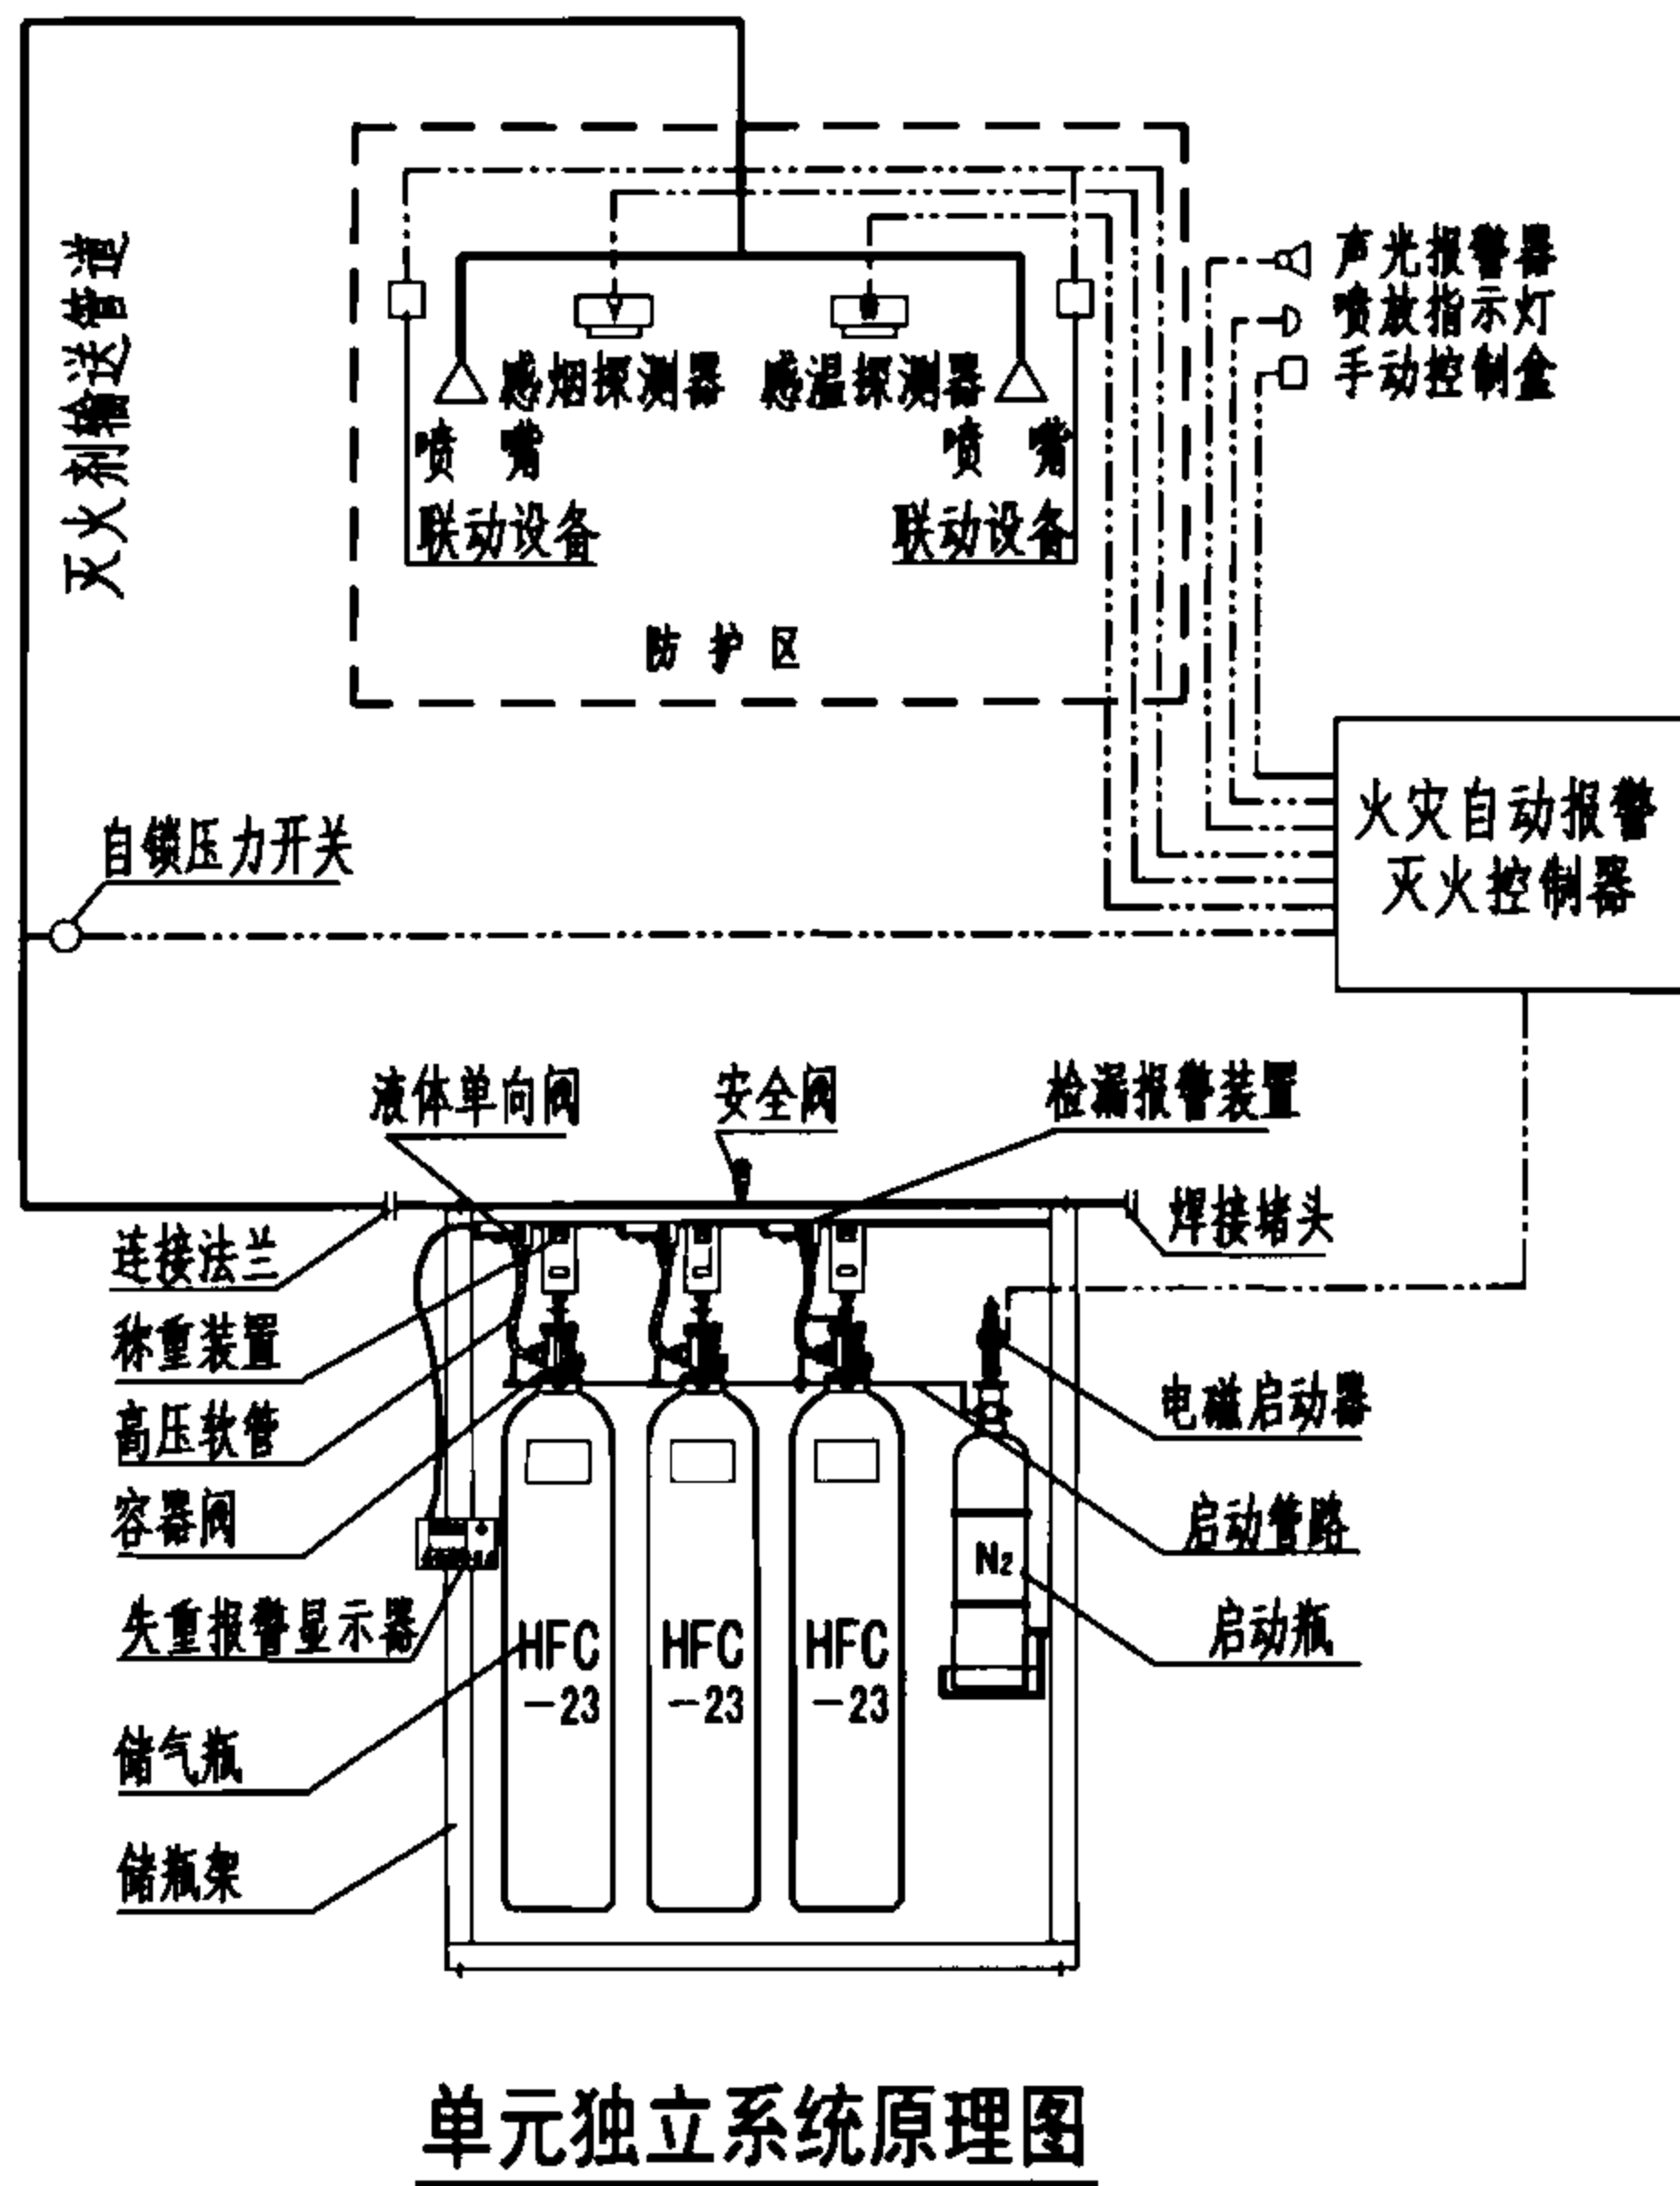 灭火剂输送管道
声光报警器
喷放指示灯
手动控制盒
感烟探测器
感温探测器
喷 嘴
喷 嘴
联动设备
联动设备
防 护 区
火灾自动报警
灭火控制器
自锁压力开关
液体单向阀
安全阀
检漏报警装置
连接法兰
焊接堵头
称重装置
高压软管
电磁启动器
容器阀
启动管路
失重报警显示器
启动瓶
储气瓶
储瓶架
HFC
-23
HFC
-23
HFC
-23
N₂
单元独立系统原理图